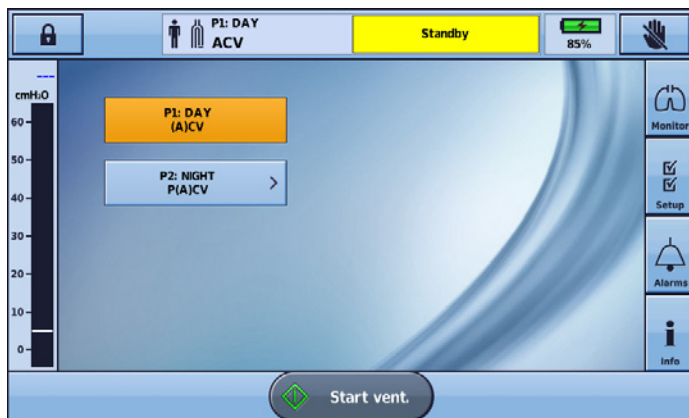 P1: DAY
ACV
Standby
85%
---
cmH₂O
60
50
40
30
20
10
0
P1: DAY
(A)CV
P2: NIGHT
P(A)CV
Monitor
Setup
Alarms
Info
Start vent.